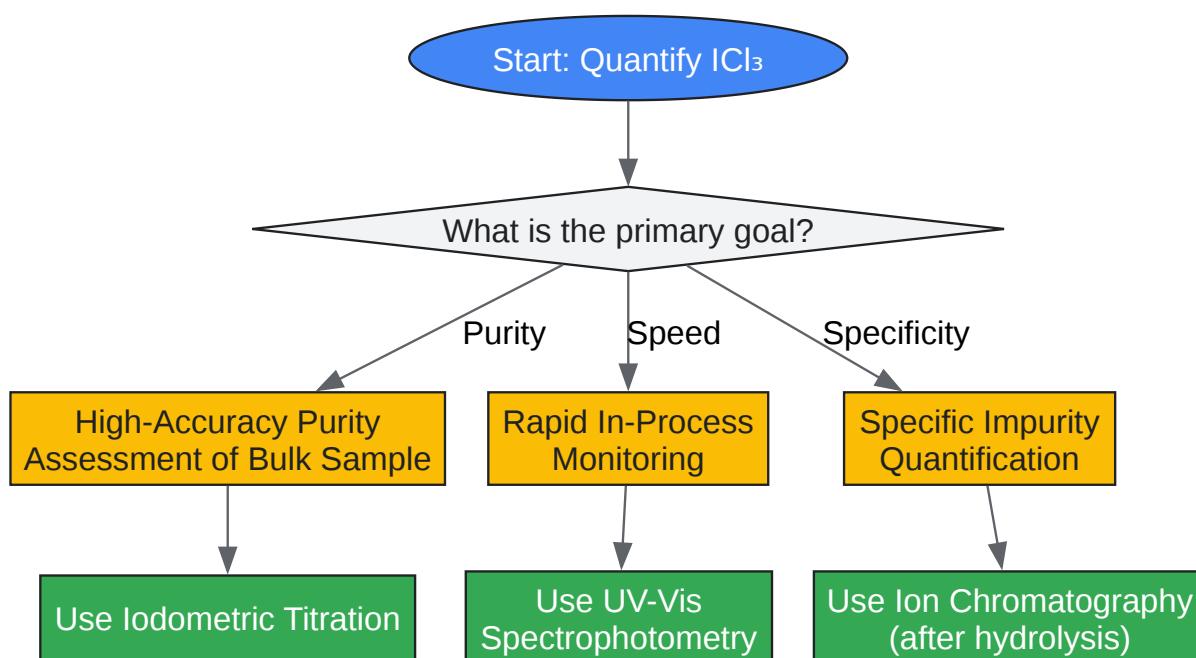 Start: Quantify ICl₃
What is the primary goal?
Purity
Speed
Specificity
High-Accuracy Purity
Assessment of Bulk Sample
Rapid In-Process
Monitoring
Specific Impurity
Quantification
Use Iodometric Titration
Use UV-Vis
Spectrophotometry
Use Ion Chromatography
(after hydrolysis)